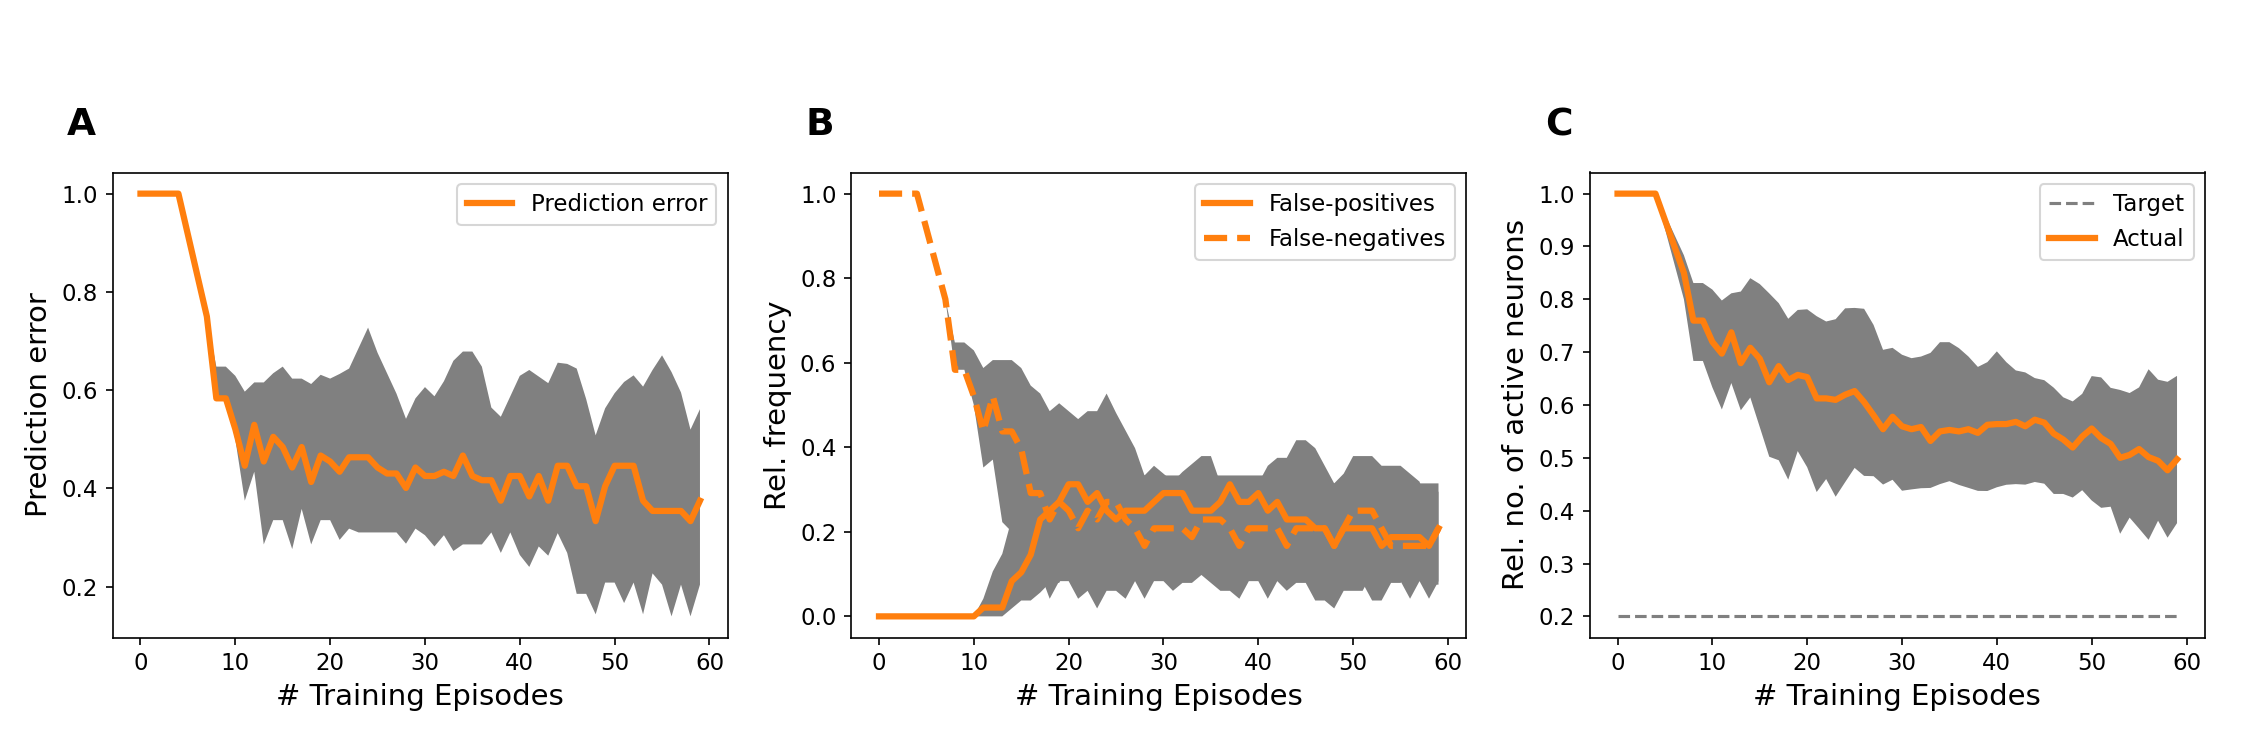 A
B
C
Prediction error
1.0
0.8
0.6
0.4
0.2
Prediction error
0
10
20
30
40
50
60
# Training Episodes
Rel. frequency
1.0
0.8
0.6
0.4
0.2
0.0
False-positives
False-negatives
0
10
20
30
40
50
60
# Training Episodes
Rel. no. of active neurons
1.0
0.9
0.8
0.7
0.6
0.5
0.4
0.3
0.2
Target
Actual
0
10
20
30
40
50
60
# Training Episodes